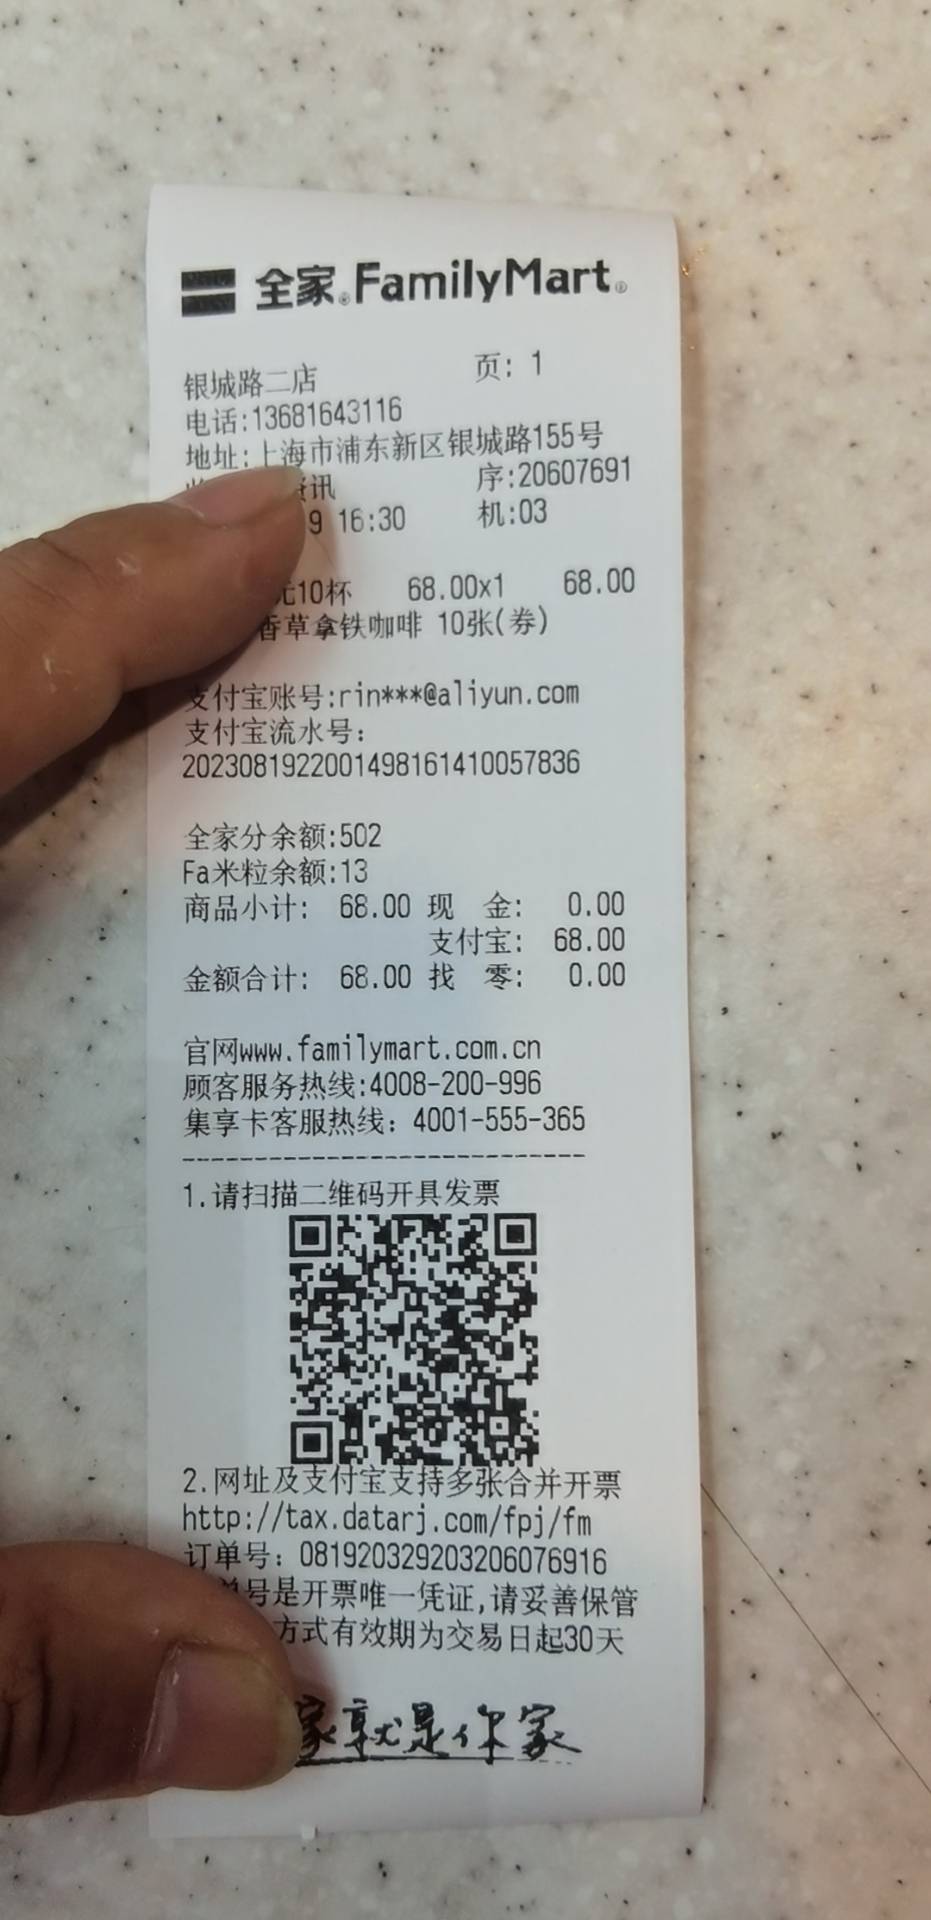 全家®FamilyMart®
银城路二店 页: 1
电话:13681643116
地址:上海市浦东新区银城路155号
资讯 序:20607691
9 16:30 机:03
元10杯 68.00x1 68.00
香草拿铁咖啡 10张(券)
支付宝账号:rin***@aliyun.com
支付宝流水号:
2023081922001498161410057836
全家分余额:502
Fa米粒余额:13
商品小计: 68.00 现 金: 0.00
支付宝: 68.00
金额合计: 68.00 找 零: 0.00
官网www.familymart.com.cn
顾客服务热线:4008-200-996
集享卡客服热线: 4001-555-365
1.请扫描二维码开具发票
2.网址及支付宝支持多张合并开票
http://tax.datarj.com/fpj/fm
订单号: 081920329203206076916
单号是开票唯一凭证,请妥善保管
方式有效期为交易日起30天
家就是你家